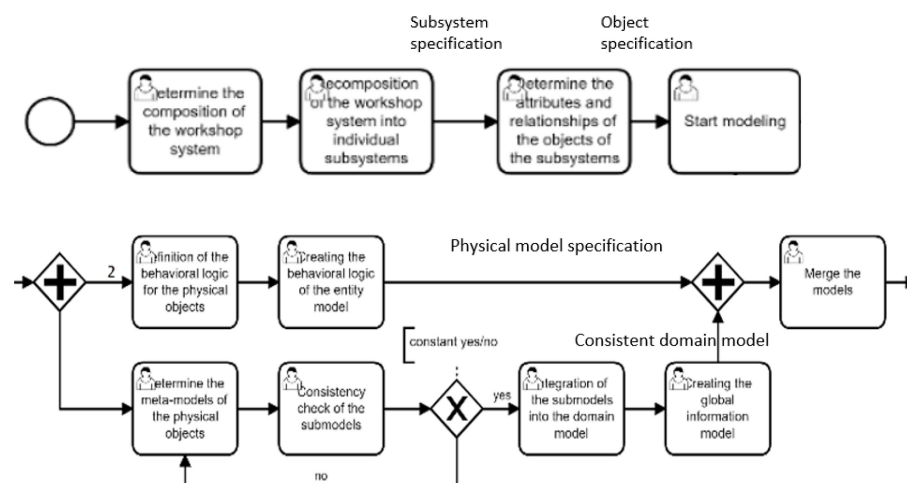 Subsystem
specification
Object
specification
etermine the
composition of
the workshop
system
ecomposition
of the workshop
system into
individual
subsystems
etermine the
attributes and
relationships of
the objects of
the subsystems
Start modeling
2
finition of the
behavioral logic
for the physical
objects
Creating the
behavioral logic
of the entity
model
Physical model specification
Merge the
models
constant yes/no
Consistent domain model
etermine the
meta-models of
the physical
objects
Consistency
check of the
submodels
X
yes
tegration of
the submodels
into the domain
model
Creating the
global
information
model
no